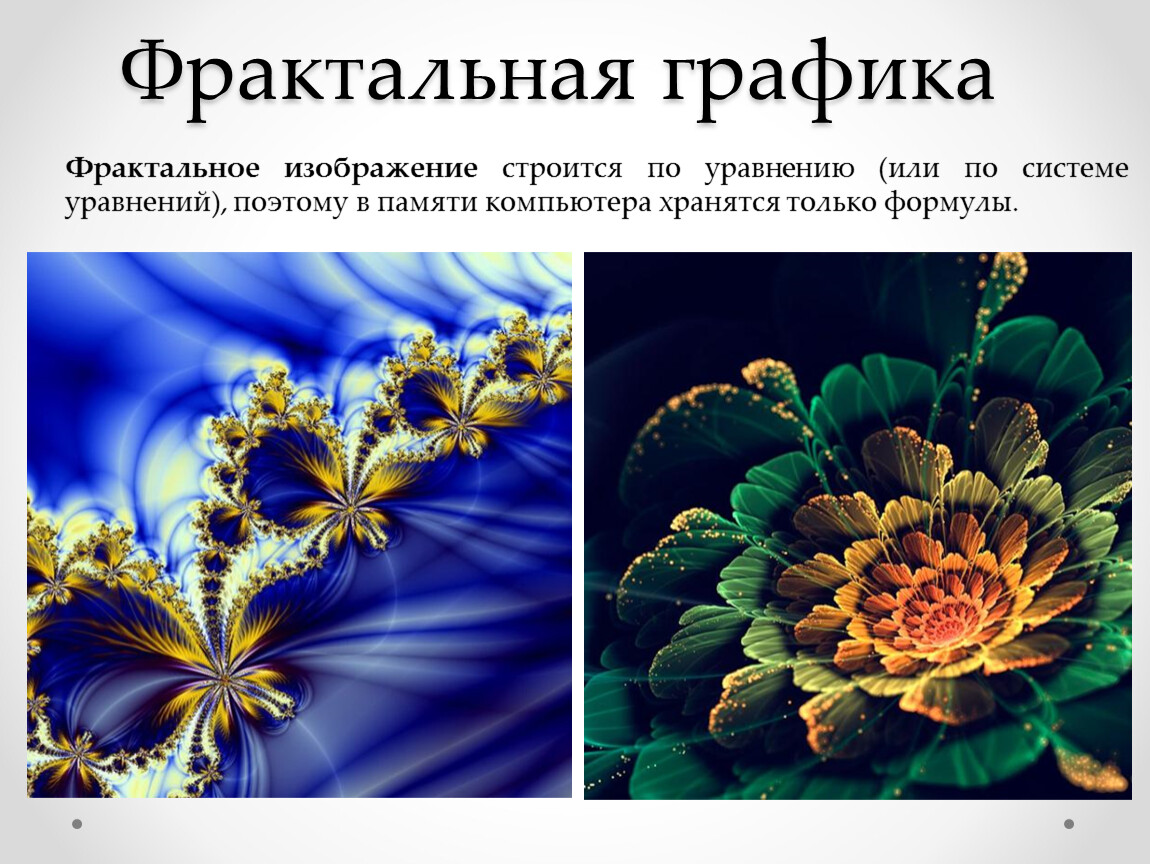 Фрактальная графика
Фрактальное изображение строится по уравнению (или по системе
уравнений), поэтому в памяти компьютера хранятся только формулы.